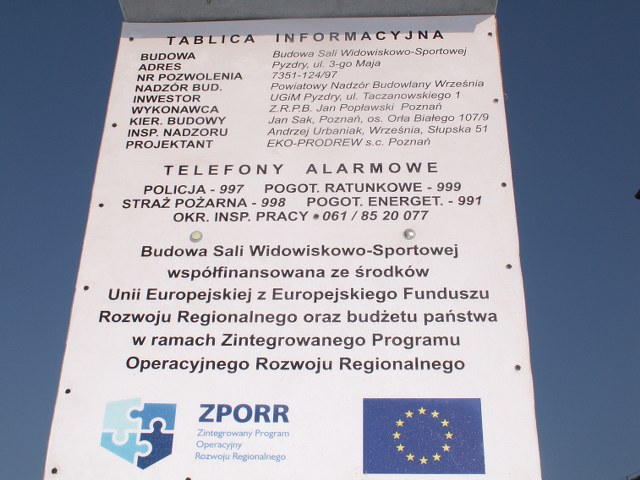 TABLICA INFORMACYJNA
BUDOWA Budowa Sali Widowiskowo-Sportowej
ADRES Pyzdry, ul. 3-go Maja
NR POZWOLENIA 7351-124/97
NADZÓR BUD. Powiatowy Nadzór Budowlany Września
INWESTOR UGiM Pyzdry, ul. Taczanowskiego 1
WYKONAWCA Z.R.P.B. Jan Popławski Poznań
KIER. BUDOWY Jan Sak, Poznań, os. Orła Białego 107/9
INSP. NADZORU Andrzej Urbaniak, Września, Słupska 51
PROJEKTANT EKO-PRODREW s.c. Poznań
TELEFONY ALARMOWE
POLICJA - 997 POGOT. RATUNKOWE - 999
STRAŻ POŻARNA - 998 POGOT. ENERGET. - 991
OKR. INSP. PRACY - 061 / 85 20 077
Budowa Sali Widowiskowo-Sportowej
współfinansowana ze środków
Unii Europejskiej z Europejskiego Funduszu
Rozwoju Regionalnego oraz budżetu państwa
w ramach Zintegrowanego Programu
Operacyjnego Rozwoju Regionalnego
ZPORR
Zintegrowany Program
Operacyjny
Rozwoju Regionalnego